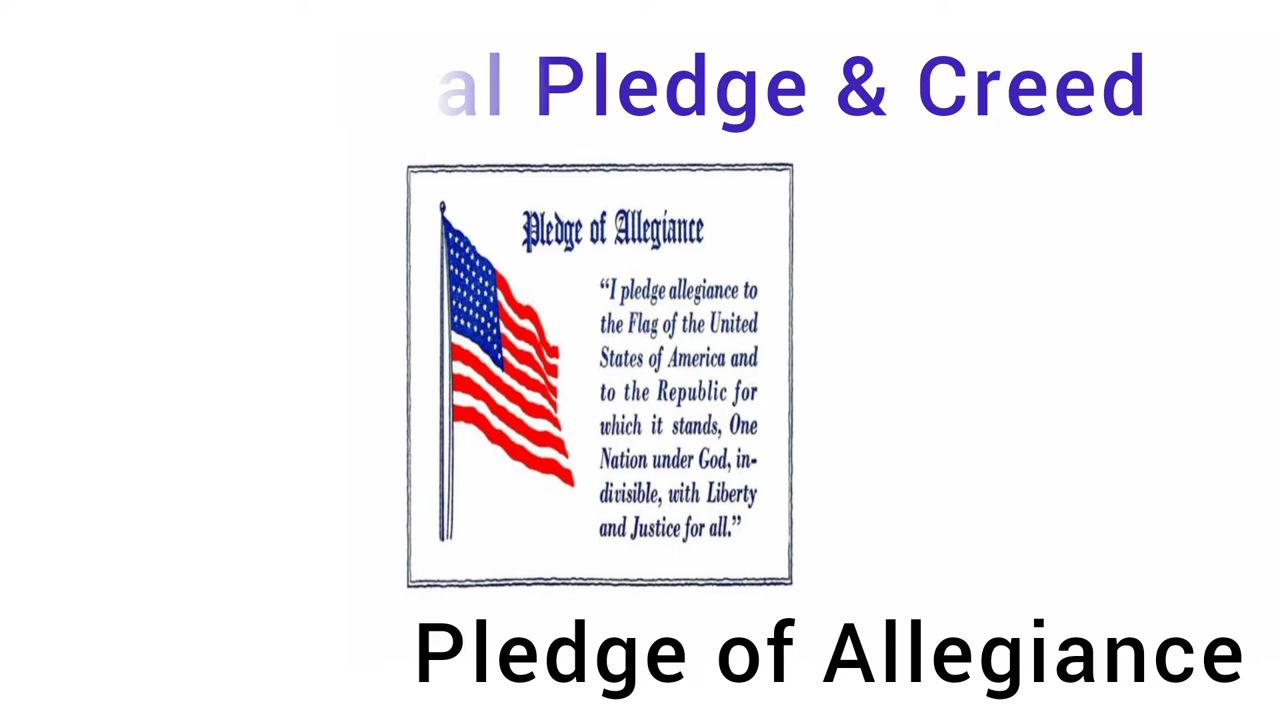 al Pledge & Creed
Pledge of Allegiance
“I pledge allegiance to
the Flag of the United
States of America and
to the Republic for
which it stands, One
Nation under God, in-
divisible, with Liberty
and Justice for all.”
Pledge of Allegiance